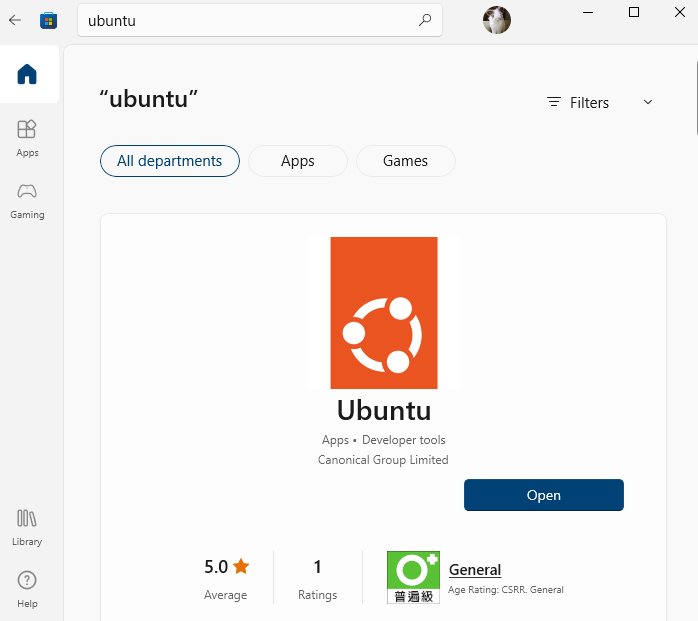 ubuntu
“ubuntu”
Filters
All departments
Apps
Games
Apps
Gaming
Ubuntu
Apps • Developer tools
Canonical Group Limited
Open
5.0
Average
1
Ratings
普遍級
General
Age Rating: CSRR. General
Library
Help